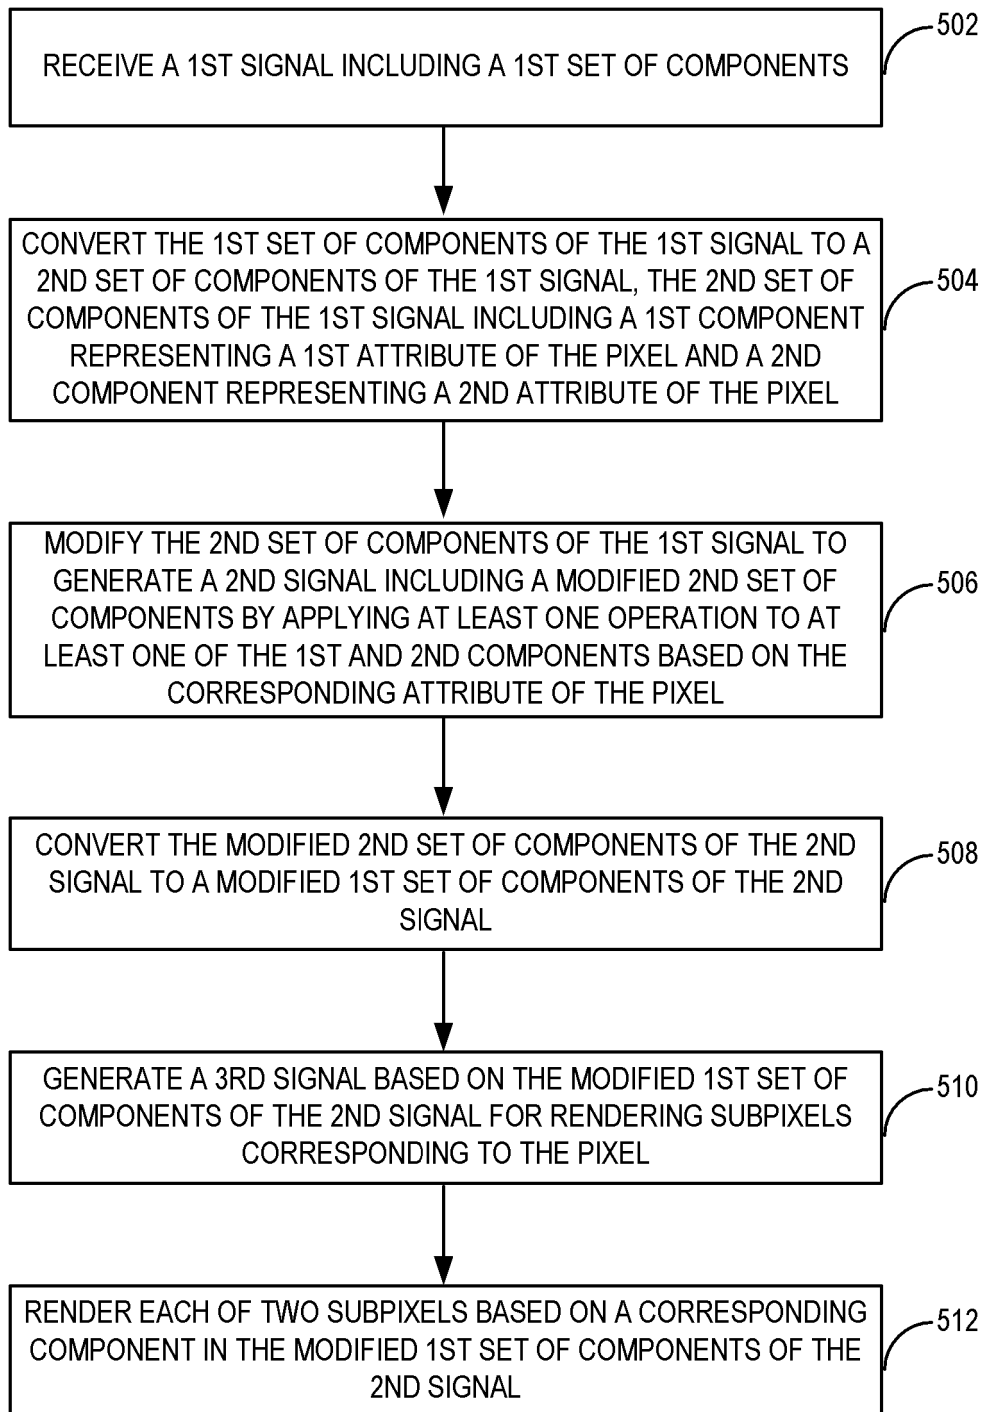 RECEIVE A 1ST SIGNAL INCLUDING A 1ST SET OF COMPONENTS
502
CONVERT THE 1ST SET OF COMPONENTS OF THE 1ST SIGNAL TO A
2ND SET OF COMPONENTS OF THE 1ST SIGNAL, THE 2ND SET OF
COMPONENTS OF THE 1ST SIGNAL INCLUDING A 1ST COMPONENT
REPRESENTING A 1ST ATTRIBUTE OF THE PIXEL AND A 2ND
COMPONENT REPRESENTING A 2ND ATTRIBUTE OF THE PIXEL
504
MODIFY THE 2ND SET OF COMPONENTS OF THE 1ST SIGNAL TO
GENERATE A 2ND SIGNAL INCLUDING A MODIFIED 2ND SET OF
COMPONENTS BY APPLYING AT LEAST ONE OPERATION TO AT
LEAST ONE OF THE 1ST AND 2ND COMPONENTS BASED ON THE
CORRESPONDING ATTRIBUTE OF THE PIXEL
506
CONVERT THE MODIFIED 2ND SET OF COMPONENTS OF THE 2ND
SIGNAL TO A MODIFIED 1ST SET OF COMPONENTS OF THE 2ND
SIGNAL
508
GENERATE A 3RD SIGNAL BASED ON THE MODIFIED 1ST SET OF
COMPONENTS OF THE 2ND SIGNAL FOR RENDERING SUBPIXELS
CORRESPONDING TO THE PIXEL
510
RENDER EACH OF TWO SUBPIXELS BASED ON A CORRESPONDING
COMPONENT IN THE MODIFIED 1ST SET OF COMPONENTS OF THE
2ND SIGNAL
512